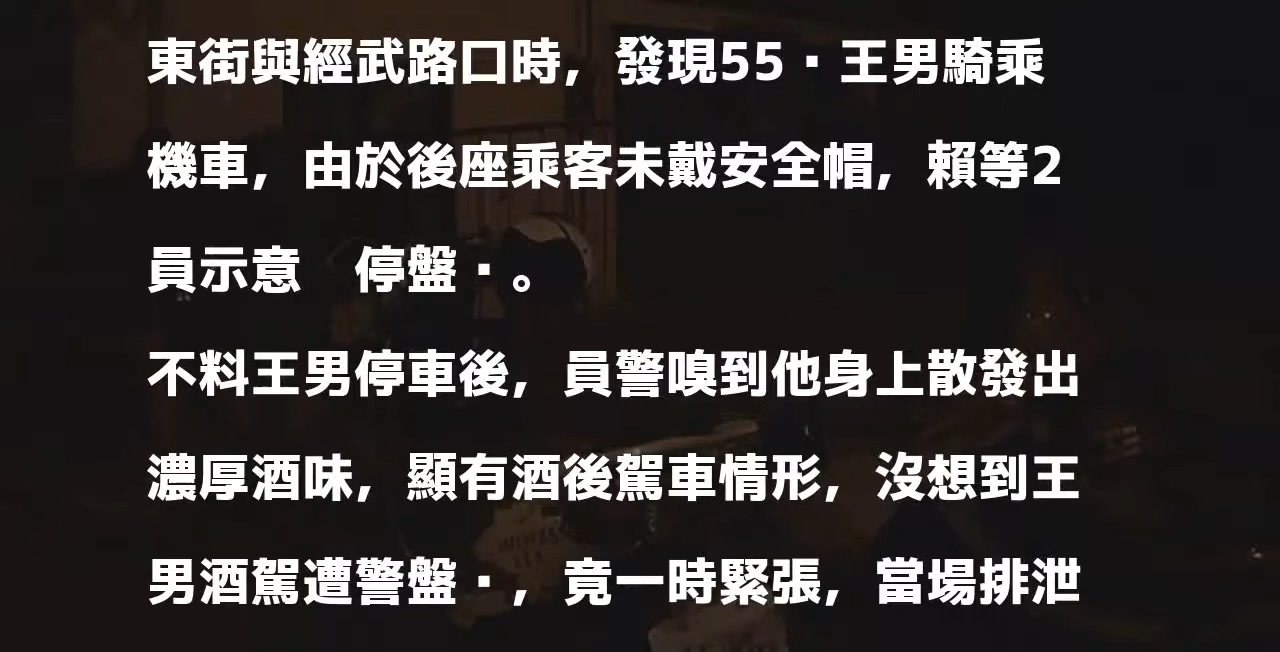 東街與經武路口時，發現55·王男騎乘
機車，由於後座乘客未戴安全帽，賴等2
員示意　停盤·。
不料王男停車後，員警嗅到他身上散發出
濃厚酒味，顯有酒後駕車情形，沒想到王
男酒駕遭警盤·，竟一時緊張，當場排泄